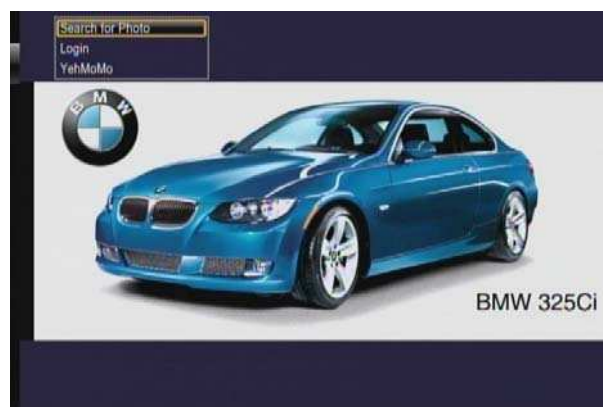 Search for Photo
Login
YehMoMo
BMW
BMW 325Ci